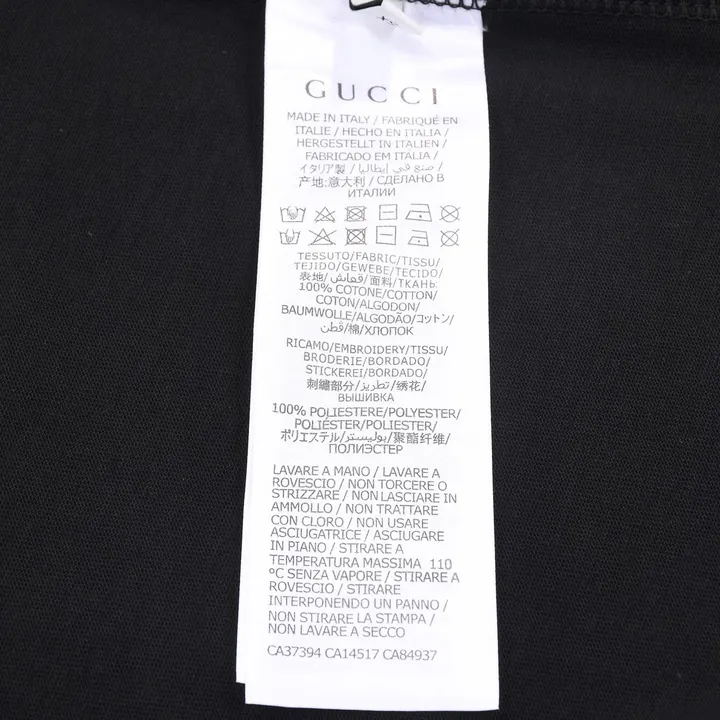 GUCCI
MADE IN ITALY / FABRIQUÉ EN
ITALIE / HECHO EN ITALIA /
HERGESTELLT IN ITALIEN /
FABRICADO EM ITALIA /
イタリア製 / صنع في ايطاليا /
产地:意大利 / СДЕЛАНО В
ИТАЛИИ
TESSUTO/FABRIC/TISSU/
TEJIDO/GEWEBE/TECIDO/
表地/قماش/面料/ТКАНЬ:
100% COTONE/COTTON/
COTON/ALGODON/
BAUMWOLLE/ALGODÃO/コットン/
قطن/棉/ХЛОПОК
RICAMO/EMBROIDERY/TISSU/
BRODERIE/BORDADO/
STICKEREI/BORDADO/
刺繡部分/تطريز/绣花/
ВЫШИВКА
100% POLIESTERE/POLYESTER/
POLIÉSTER/POLYESTER/
ポリエステル/بوليستر/聚酯纤维/
ПОЛИЭСТЕР
LAVARE A MANO / LAVARE A
ROVESCIO / NON TORCERE O
STRIZZARE / NON LASCIARE IN
AMMOLLO / NON TRATTARE
CON CLORO / NON USARE
ASCIUGATRICE / ASCIUGARE
IN PIANO / STIRARE A
TEMPERATURA MASSIMA 110
°C SENZA VAPORE / STIRARE A
ROVESCIO / STIRARE
INTERPONENDO UN PANNO /
NON STIRARE LA STAMPA /
NON LAVARE A SECCO
CA37394 CA14517 CA84937